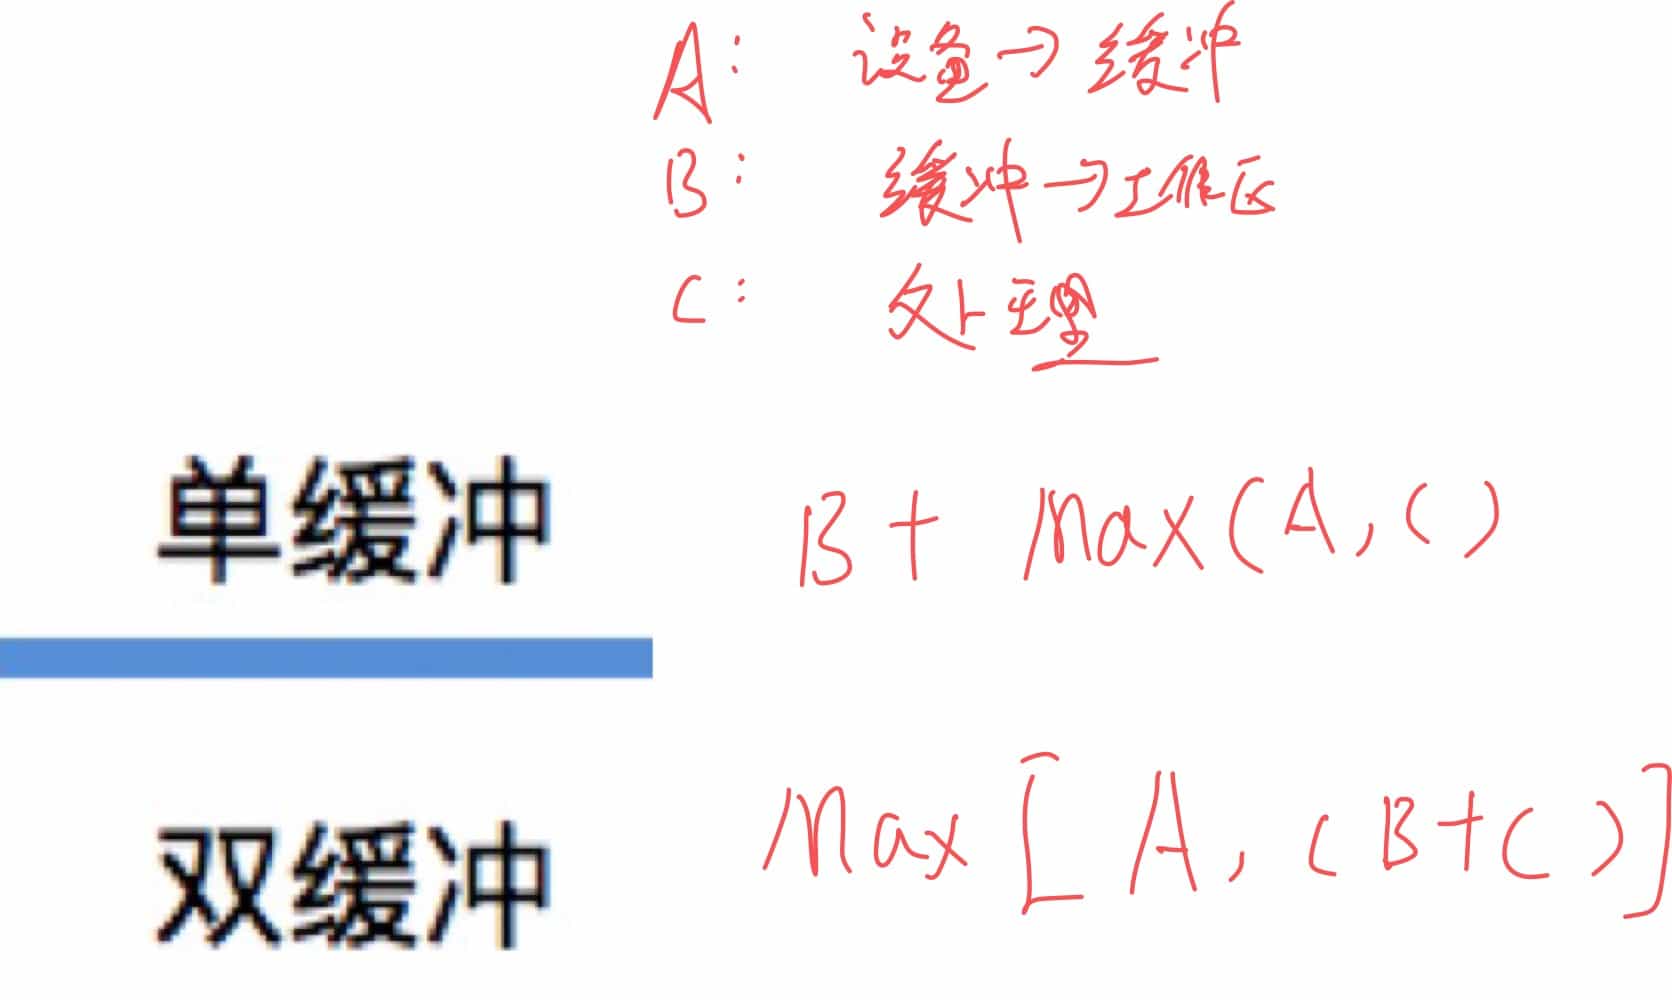 A: 设备→缓冲
B: 缓冲→工作区
C: 处理
单缓冲 B+ Max(A,C)
双缓冲 Max[A,(B+C)]